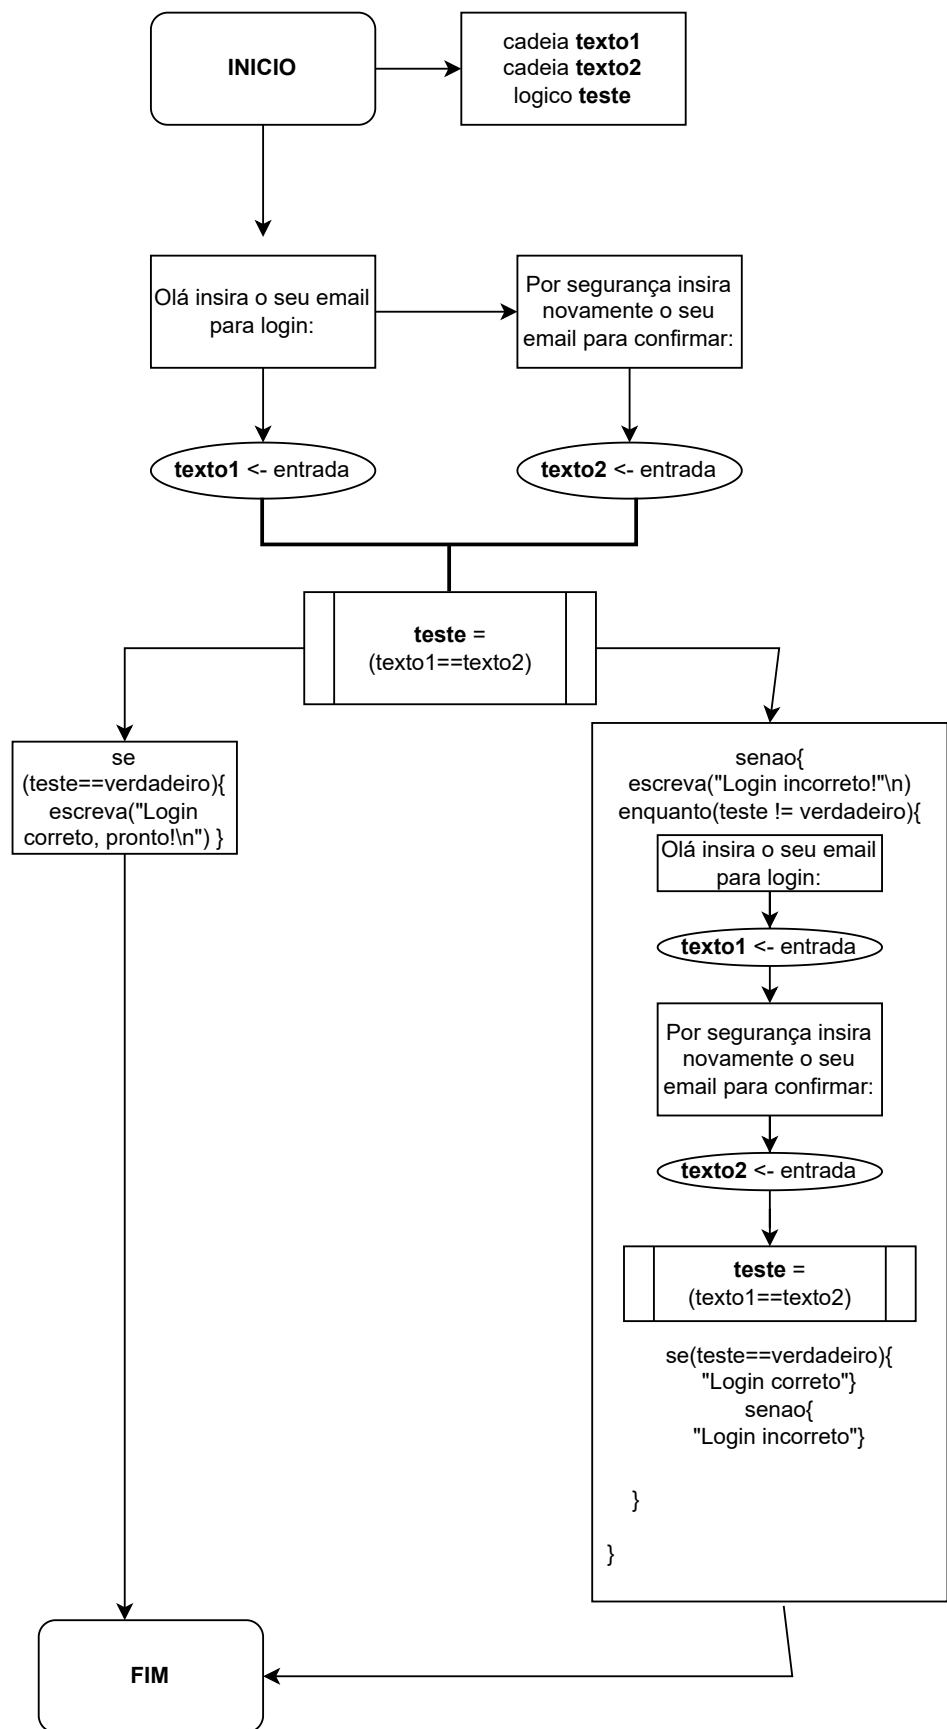 INICIO
cadeia texto1
cadeia texto2
logico teste
Olá insira o seu email
para login:
Por segurança insira
novamente o seu
email para confirmar:
texto1 <- entrada
texto2 <- entrada
teste =
(texto1==texto2)
se
(teste==verdadeiro){
escreva("Login
correto, pronto!\n") }
senao{
escreva("Login incorreto!"\n)
enquanto(teste != verdadeiro){
Olá insira o seu email
para login:
texto1 <- entrada
Por segurança insira
novamente o seu
email para confirmar:
texto2 <- entrada
teste =
(texto1==texto2)
se(teste==verdadeiro){
"Login correto"}
senao{
"Login incorreto"}
}
}
FIM